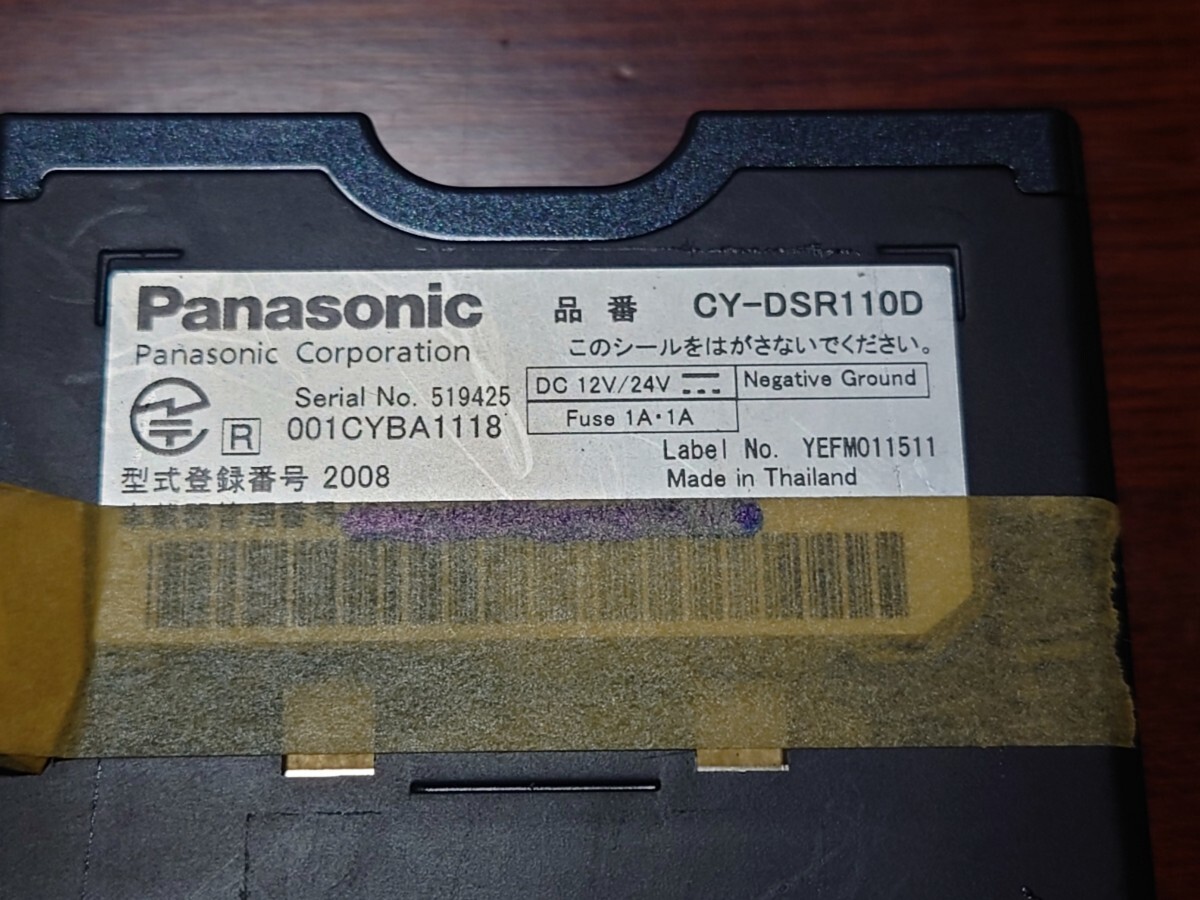 Panasonic
品番 CY-DSR110D
Panasonic Corporation
このシールをはがさないでください。
Serial No. 519425
DC 12V/24V
Negative Ground
R
001CYBA1118
Fuse 1A・1A
Label No. YEFM011511
型式登録番号 2008
Made in Thailand